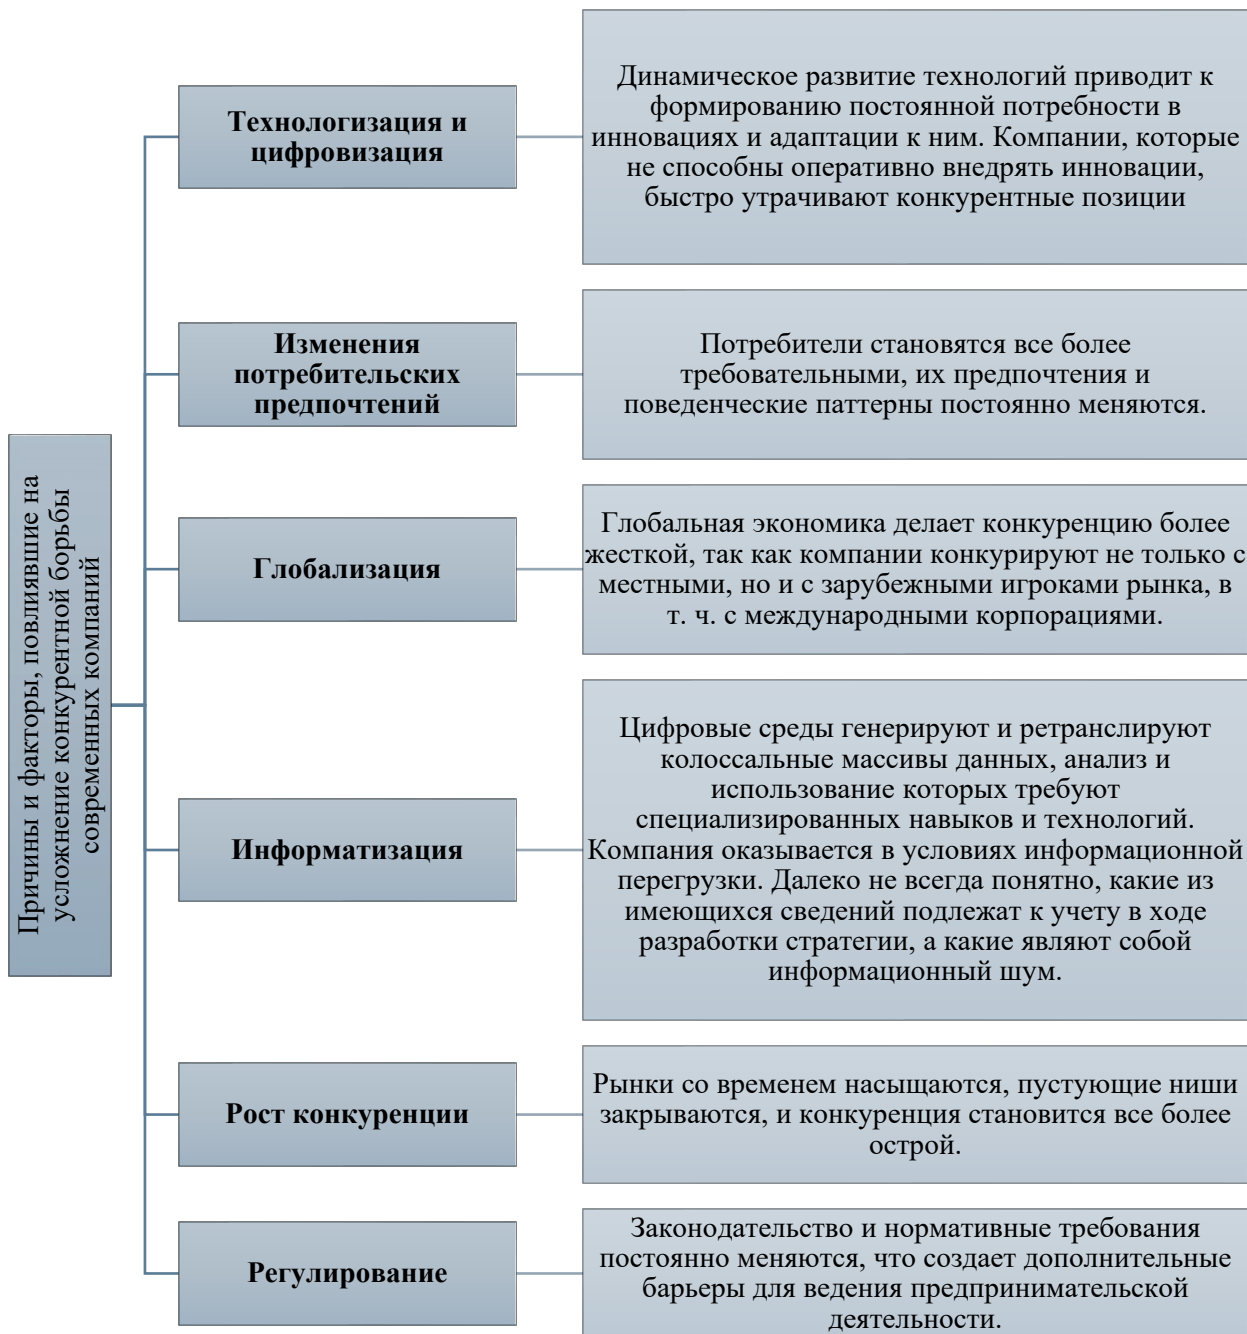 Причины и факторы, повлиявшие на
усложнение конкурентной борьбы
современных компаний
Технологизация и
цифровизация
Динамическое развитие технологий приводит к
формированию постоянной потребности в
инновациях и адаптации к ним. Компании, которые
не способны оперативно внедрять инновации,
быстро утрачивают конкурентные позиции
Изменения
потребительских
предпочтений
Потребители становятся все более
требовательными, их предпочтения и
поведенческие паттерны постоянно меняются.
Глобализация
Глобальная экономика делает конкуренцию более
жесткой, так как компании конкурируют не только с
местными, но и с зарубежными игроками рынка, в
т. ч. с международными корпорациями.
Информатизация
Цифровые среды генерируют и ретранслируют
колоссальные массивы данных, анализ и
использование которых требуют
специализированных навыков и технологий.
Компания оказывается в условиях информационной
перегрузки. Далеко не всегда понятно, какие из
имеющихся сведений подлежат к учету в ходе
разработки стратегии, а какие являют собой
информационный шум.
Рост конкуренции
Рынки со временем насыщаются, пустующие ниши
закрываются, и конкуренция становится все более
острой.
Регулирование
Законодательство и нормативные требования
постоянно меняются, что создает дополнительные
барьеры для ведения предпринимательской
деятельности.